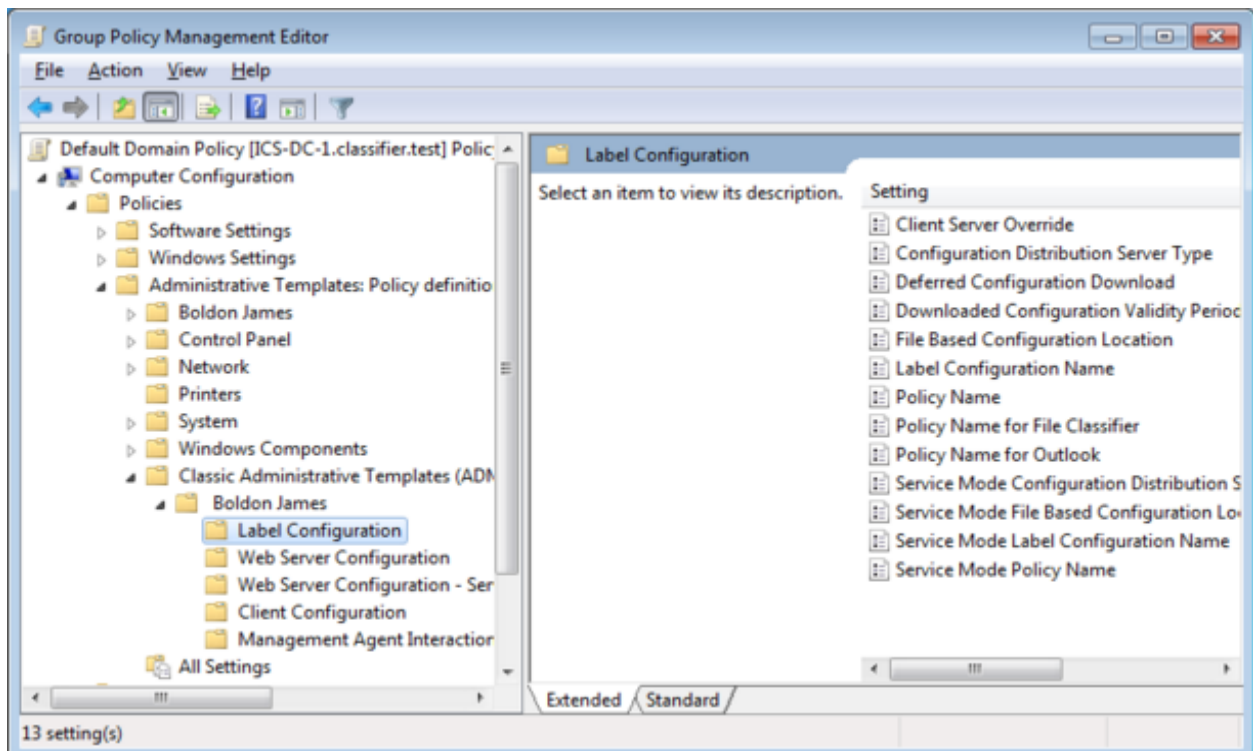 Group Policy Management Editor
File Action View Help
Default Domain Policy [ICS-DC-1.classifier.test] Polic
Computer Configuration
Policies
Software Settings
Windows Settings
Administrative Templates: Policy definitio
Boldon James
Control Panel
Network
Printers
System
Windows Components
Classic Administrative Templates (ADM
Boldon James
Label Configuration
Web Server Configuration
Web Server Configuration - Ser
Client Configuration
Management Agent Interaction
All Settings
Label Configuration
Select an item to view its description.
Setting
Client Server Override
Configuration Distribution Server Type
Deferred Configuration Download
Downloaded Configuration Validity Period
File Based Configuration Location
Label Configuration Name
Policy Name
Policy Name for File Classifier
Policy Name for Outlook
Service Mode Configuration Distribution S
Service Mode File Based Configuration Lo
Service Mode Label Configuration Name
Service Mode Policy Name
Extended Standard
13 setting(s)